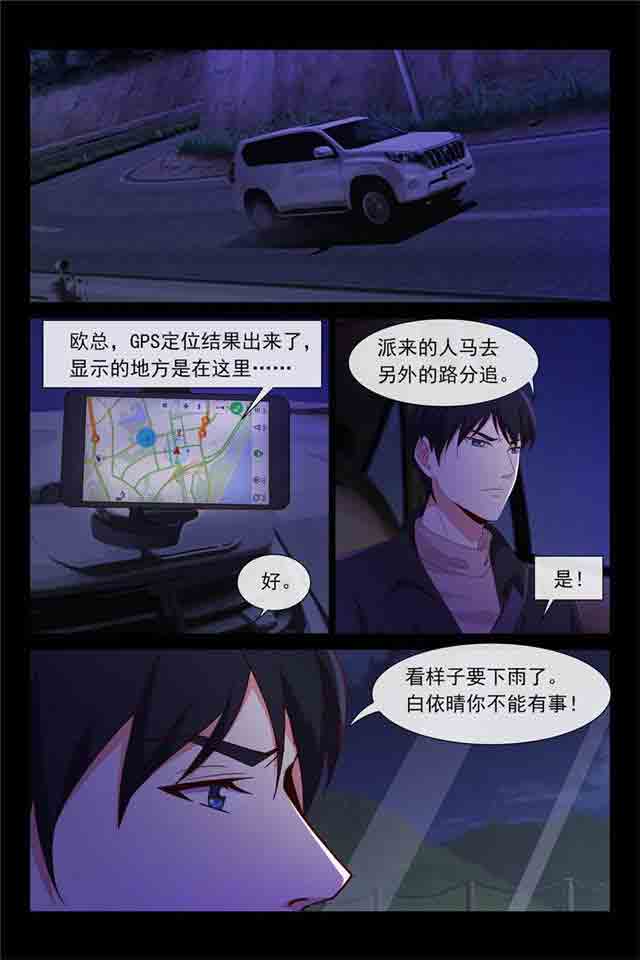 欧总，GPS定位结果出来了，
显示的地方是在这里······
好。
派来的人马去
另外的路分追。
是！
看样子要下雨了。
白依晴你不能有事！